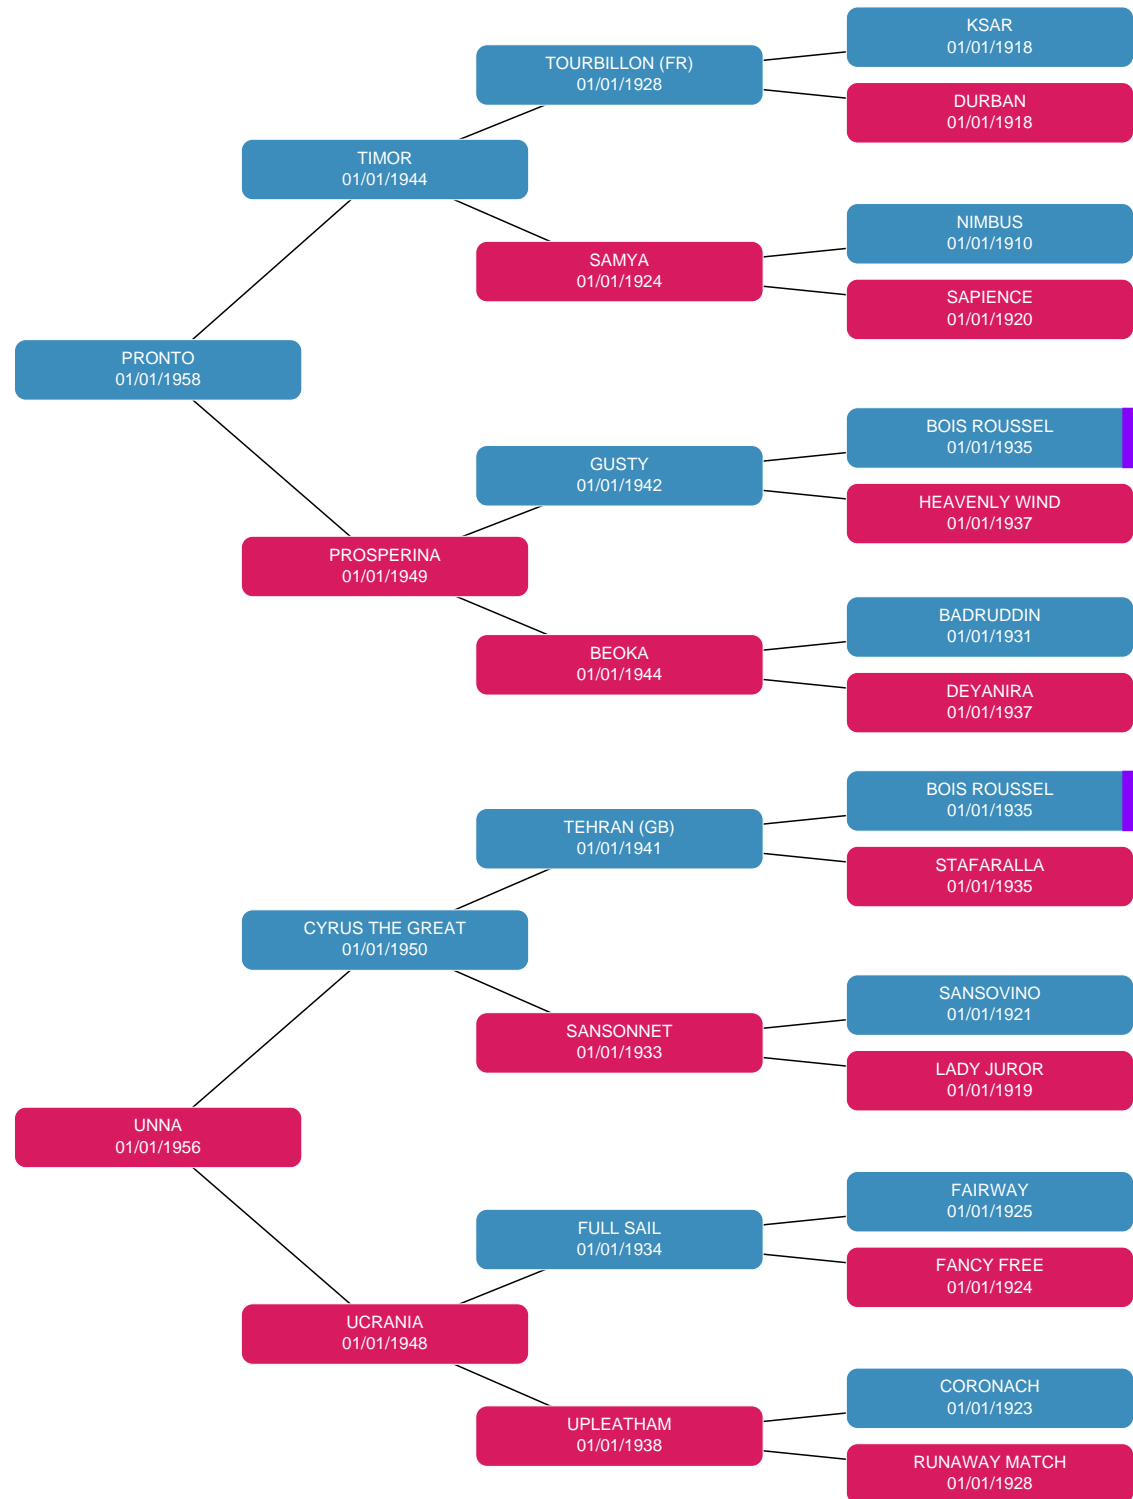 KSAR
01/01/1918
TOURBILLON (FR)
01/01/1928
DURBAN
01/01/1918
TIMOR
01/01/1944
NIMBUS
01/01/1910
SAMYA
01/01/1924
SAPIENCE
01/01/1920
PRONTO
01/01/1958
BOIS ROUSSEL
01/01/1935
GUSTY
01/01/1942
HEAVENLY WIND
01/01/1937
PROSPERINA
01/01/1949
BADRUDDIN
01/01/1931
BEOKA
01/01/1944
DEYANIRA
01/01/1937
BOIS ROUSSEL
01/01/1935
TEHRAN (GB)
01/01/1941
STAFARALLA
01/01/1935
CYRUS THE GREAT
01/01/1950
SANSOVINO
01/01/1921
SANSONNET
01/01/1933
LADY JUROR
01/01/1919
UNNA
01/01/1956
FAIRWAY
01/01/1925
FULL SAIL
01/01/1934
FANCY FREE
01/01/1924
UCRANIA
01/01/1948
CORONACH
01/01/1923
UPLEATHAM
01/01/1938
RUNAWAY MATCH
01/01/1928